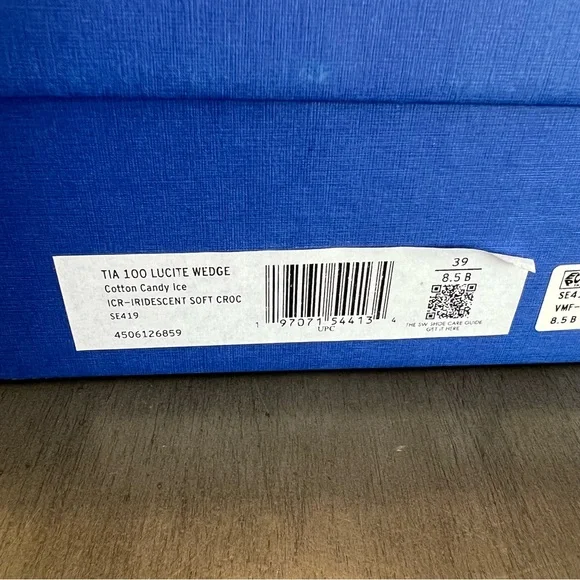 TIA 100 LUCITE WEDGE
Cotton Candy Ice
ICR-IRIDESCENT SOFT CROC
SE419
4506126859
1 97071 54413 4
UPC
39
8.5 B
THE SW SHOE CARE GUIDE
GET IT HERE
VMF-
8.5 B